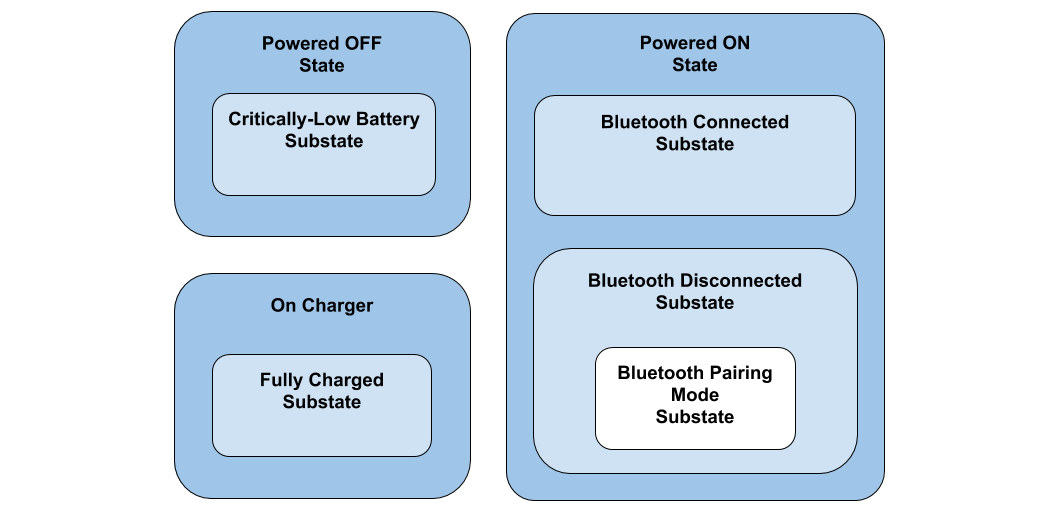 Powered OFF
State
Critically-Low Battery
Substate
On Charger
Fully Charged
Substate
Powered ON
State
Bluetooth Connected
Substate
Bluetooth Disconnected
Substate
Bluetooth Pairing
Mode
Substate